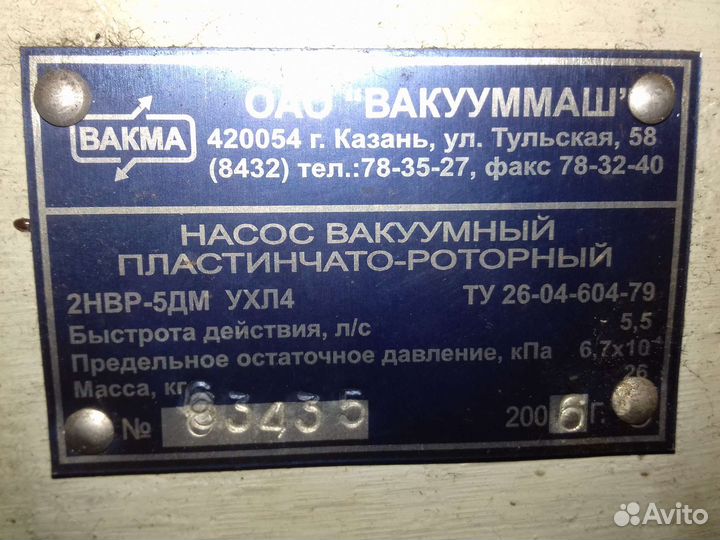 ОАО "ВАКУУММАШ"
ВАКМА
420054 г. Казань, ул. Тульская, 58
(8432) тел.:78-35-27, факс 78-32-40
НАСОС ВАКУУМНЫЙ
ПЛАСТИНЧАТО-РОТОРНЫЙ
2НВР-5ДМ УХЛ4 ТУ 26-04-604-79
Быстрота действия, л/с 5,5
Предельное остаточное давление, кПа 6,7х10
Масса, кг 26
№ 83435 2006 г.
Avito